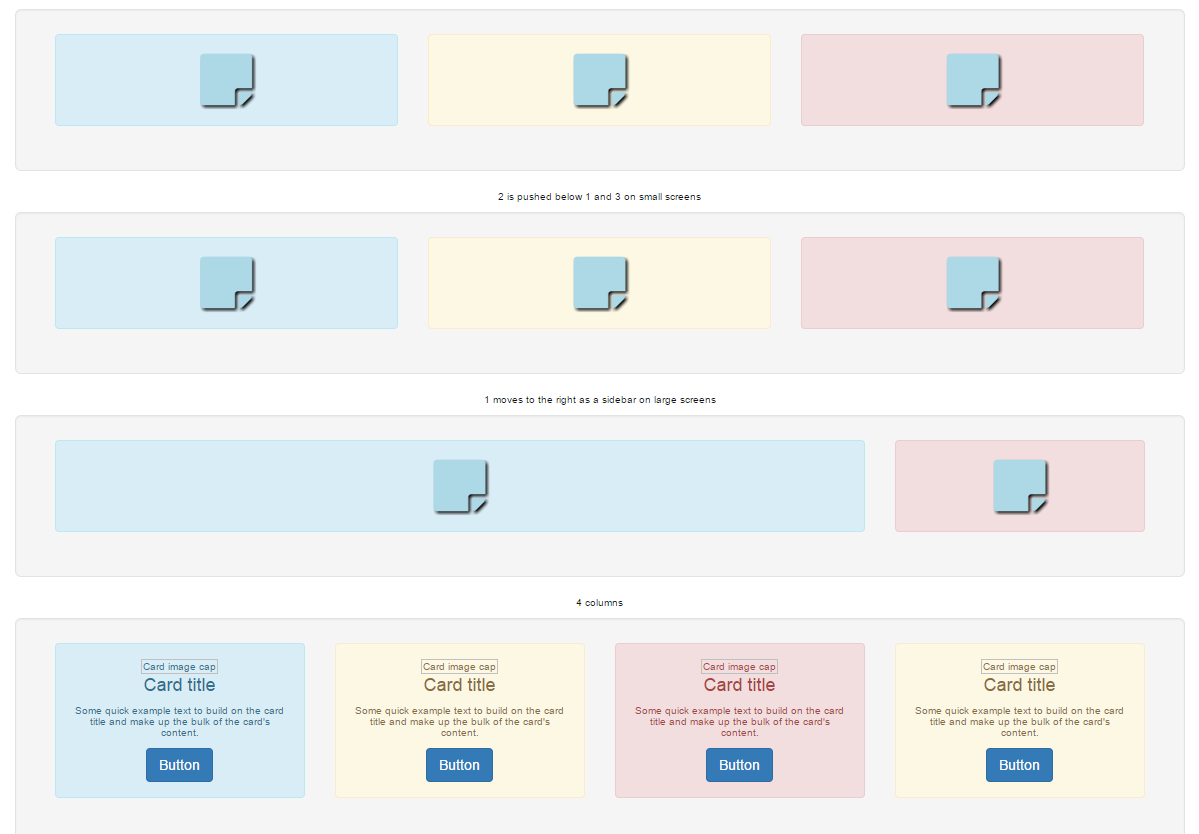 2 is pushed below 1 and 3 on small screens
1 moves to the right as a sidebar on large screens
4 columns
Card image cap
Card title
Some quick example text to build on the card
title and make up the bulk of the card's
content.
Button
Card image cap
Card title
Some quick example text to build on the card
title and make up the bulk of the card's
content.
Button
Card image cap
Card title
Some quick example text to build on the card
title and make up the bulk of the card's
content.
Button
Card image cap
Card title
Some quick example text to build on the card
title and make up the bulk of the card's
content.
Button